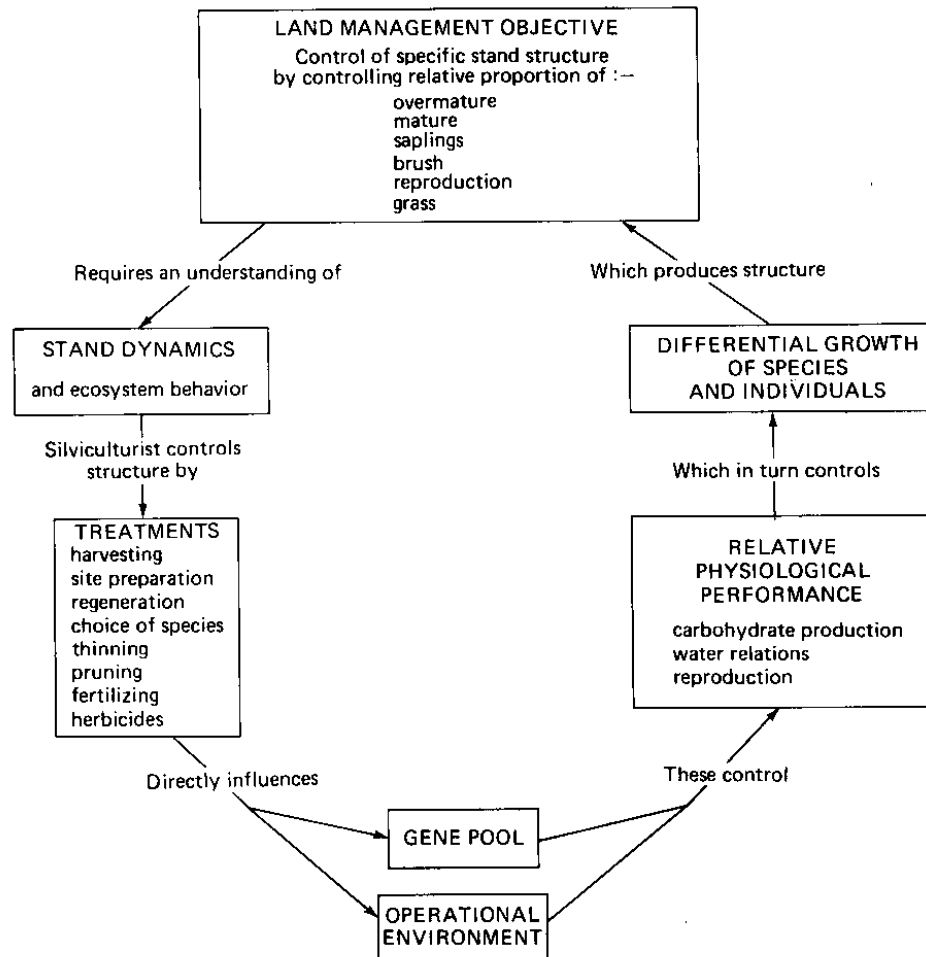 LAND MANAGEMENT OBJECTIVE
Control of specific stand structure
by controlling relative proportion of :—
overmature
mature
saplings
brush
reproduction
grass
Requires an understanding of
Which produces structure
STAND DYNAMICS
and ecosystem behavior
DIFFERENTIAL GROWTH
OF SPECIES
AND INDIVIDUALS
Silviculturist controls
structure by
Which in turn controls
TREATMENTS
harvesting
site preparation
regeneration
choice of species
thinning
pruning
fertilizing
herbicides
RELATIVE
PHYSIOLOGICAL
PERFORMANCE
carbohydrate production
water relations
reproduction
Directly influences
These control
GENE POOL
OPERATIONAL
ENVIRONMENT